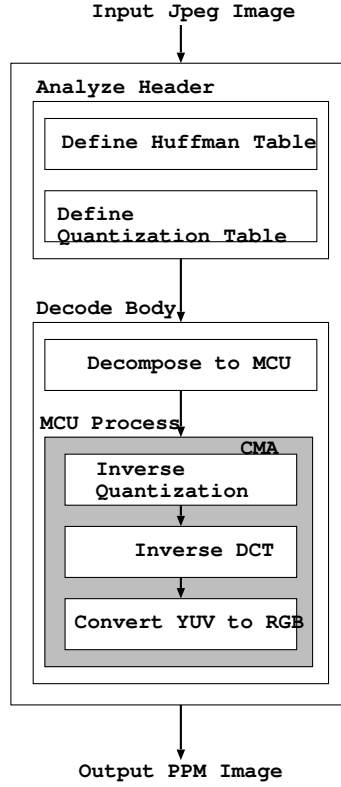 Input Jpeg Image
Analyze Header
Define Huffman Table
Define
Quantization Table
Decode Body
Decompose to MCU
MCU Process
CMA
Inverse
Quantization
Inverse DCT
Convert YUV to RGB
Output PPM Image